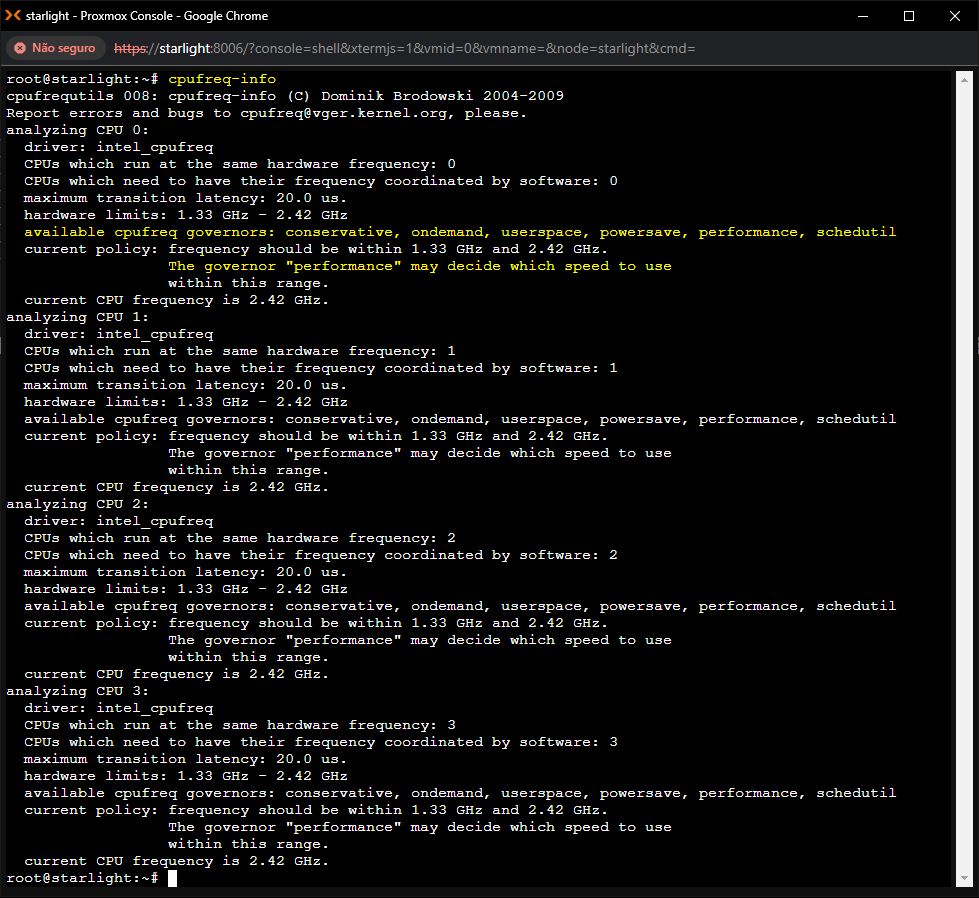 starlight - Proxmox Console - Google Chrome
Não seguro https://starlight:8006/?console=shell&xtermjs=1&vmid=0&vmname=&node=starlight&cmd=
root@starlight:~# cpufreq-info
cpufrequtils 008: cpufreq-info (C) Dominik Brodowski 2004-2009
Report errors and bugs to cpufreq@vger.kernel.org, please.
analyzing CPU 0:
  driver: intel_cpufreq
  CPUs which run at the same hardware frequency: 0
  CPUs which need to have their frequency coordinated by software: 0
  maximum transition latency: 20.0 us.
  hardware limits: 1.33 GHz - 2.42 GHz
  available cpufreq governors: conservative, ondemand, userspace, powersave, performance, schedutil
  current policy: frequency should be within 1.33 GHz and 2.42 GHz.
                  The governor "performance" may decide which speed to use
                  within this range.
  current CPU frequency is 2.42 GHz.
analyzing CPU 1:
  driver: intel_cpufreq
  CPUs which run at the same hardware frequency: 1
  CPUs which need to have their frequency coordinated by software: 1
  maximum transition latency: 20.0 us.
  hardware limits: 1.33 GHz - 2.42 GHz
  available cpufreq governors: conservative, ondemand, userspace, powersave, performance, schedutil
  current policy: frequency should be within 1.33 GHz and 2.42 GHz.
                  The governor "performance" may decide which speed to use
                  within this range.
  current CPU frequency is 2.42 GHz.
analyzing CPU 2:
  driver: intel_cpufreq
  CPUs which run at the same hardware frequency: 2
  CPUs which need to have their frequency coordinated by software: 2
  maximum transition latency: 20.0 us.
  hardware limits: 1.33 GHz - 2.42 GHz
  available cpufreq governors: conservative, ondemand, userspace, powersave, performance, schedutil
  current policy: frequency should be within 1.33 GHz and 2.42 GHz.
                  The governor "performance" may decide which speed to use
                  within this range.
  current CPU frequency is 2.42 GHz.
analyzing CPU 3:
  driver: intel_cpufreq
  CPUs which run at the same hardware frequency: 3
  CPUs which need to have their frequency coordinated by software: 3
  maximum transition latency: 20.0 us.
  hardware limits: 1.33 GHz - 2.42 GHz
  available cpufreq governors: conservative, ondemand, userspace, powersave, performance, schedutil
  current policy: frequency should be within 1.33 GHz and 2.42 GHz.
                  The governor "performance" may decide which speed to use
                  within this range.
  current CPU frequency is 2.42 GHz.
root@starlight:~#